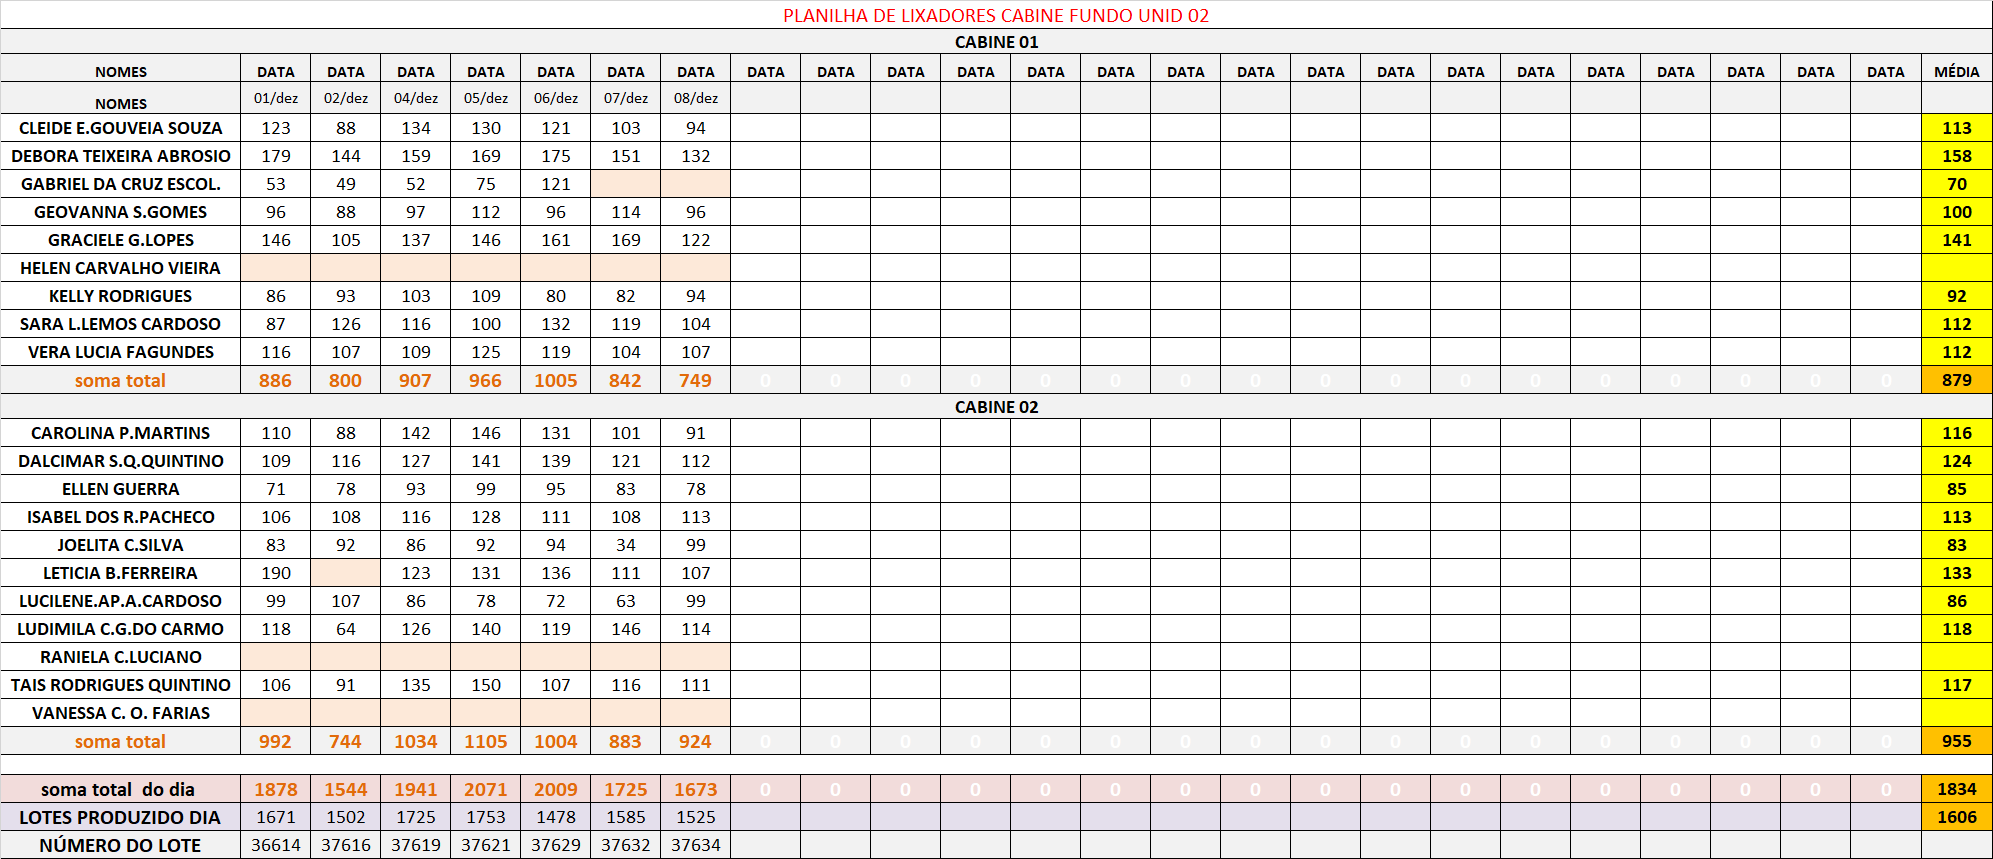 PLANILHA DE LIXADORES CABINE FUNDO UNID 02
CABINE 01
NOMES DATA DATA DATA DATA DATA DATA DATA DATA DATA DATA DATA DATA DATA DATA DATA DATA DATA DATA DATA DATA DATA DATA DATA DATA MÉDIA
NOMES 01/dez 02/dez 04/dez 05/dez 06/dez 07/dez 08/dez
CLEIDE E.GOUVEIA SOUZA 123 88 134 130 121 103 94 113
DEBORA TEIXEIRA ABROSIO 179 144 159 169 175 151 132 158
GABRIEL DA CRUZ ESCOL. 53 49 52 75 121 70
GEOVANNA S.GOMES 96 88 97 112 96 114 96 100
GRACIELE G.LOPES 146 105 137 146 161 169 122 141
HELEN CARVALHO VIEIRA
KELLY RODRIGUES 86 93 103 109 80 82 94 92
SARA L.LEMOS CARDOSO 87 126 116 100 132 119 104 112
VERA LUCIA FAGUNDES 116 107 109 125 119 104 107 112
soma total 886 800 907 966 1005 842 749 0 0 0 0 0 0 0 0 0 0 0 0 0 0 0 0 0 879
CABINE 02
CAROLINA P.MARTINS 110 88 142 146 131 101 91 116
DALCIMAR S.Q.QUINTINO 109 116 127 141 139 121 112 124
ELLEN GUERRA 71 78 93 99 95 83 78 85
ISABEL DOS R.PACHECO 106 108 116 128 111 108 113 113
JOELITA C.SILVA 83 92 86 92 94 34 99 83
LETICIA B.FERREIRA 190 123 131 136 111 107 133
LUCILENE.AP.A.CARDOSO 99 107 86 78 72 63 99 86
LUDIMILA C.G.DO CARMO 118 64 126 140 119 146 114 118
RANIELA C.LUCIANO
TAIS RODRIGUES QUINTINO 106 91 135 150 107 116 111 117
VANESSA C. O. FARIAS
soma total 992 744 1034 1105 1004 883 924 0 0 0 0 0 0 0 0 0 0 0 0 0 0 0 0 0 955
soma total do dia 1878 1544 1941 2071 2009 1725 1673 0 0 0 0 0 0 0 0 0 0 0 0 0 0 0 0 0 1834
LOTES PRODUZIDO DIA 1671 1502 1725 1753 1478 1585 1525 1606
NÚMERO DO LOTE 36614 37616 37619 37621 37629 37632 37634